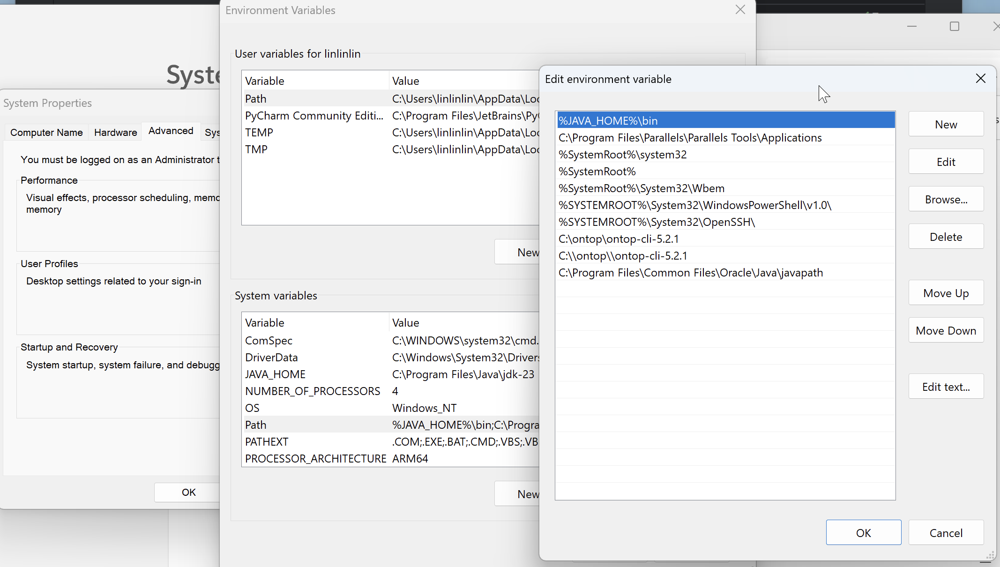 Environment Variables
User variables for linlinlin
Variable Value
Path C:\Users\linlinlin\AppData\Loc
PyCharm Community Editi... C:\Program Files\JetBrains\PyC
TEMP C:\Users\linlinlin\AppData\Loc
TMP C:\Users\linlinlin\AppData\Loc
New
System variables
Variable Value
ComSpec C:\WINDOWS\system32\cmd.
DriverData C:\Windows\System32\Drivers
JAVA_HOME C:\Program Files\Java\jdk-23
NUMBER_OF_PROCESSORS 4
OS Windows_NT
Path %JAVA_HOME%\bin;C:\Progra
PATHEXT .COM;.EXE;.BAT;.CMD;.VBS;.VB
PROCESSOR_ARCHITECTURE ARM64
New
Syste
System Properties
Computer Name Hardware Advanced Sys
You must be logged on as an Administrator t
Performance
Visual effects, processor scheduling, memo
memory
User Profiles
Desktop settings related to your sign-in
Startup and Recovery
System startup, system failure, and debugg
OK
Edit environment variable
%JAVA_HOME%\bin
C:\Program Files\Parallels\Parallels Tools\Applications
%SystemRoot%\system32
%SystemRoot%
%SystemRoot%\System32\Wbem
%SYSTEMROOT%\System32\WindowsPowerShell\v1.0\
%SYSTEMROOT%\System32\OpenSSH\
C:\ontop\ontop-cli-5.2.1
C:\\ontop\\ontop-cli-5.2.1
C:\Program Files\Common Files\Oracle\Java\javapath
New
Edit
Browse...
Delete
Move Up
Move Down
Edit text...
OK
Cancel